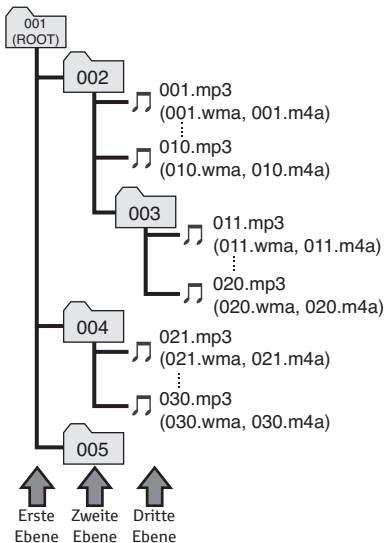 001
(ROOT)
002
001.mp3
(001.wma, 001.m4a)
010.mp3
(010.wma, 010.m4a)
003
011.mp3
(011.wma, 011.m4a)
020.mp3
(020.wma, 020.m4a)
004
021.mp3
(021.wma, 021.m4a)
030.mp3
(030.wma, 030.m4a)
005
Erste
Ebene
Zweite
Ebene
Dritte
Ebene